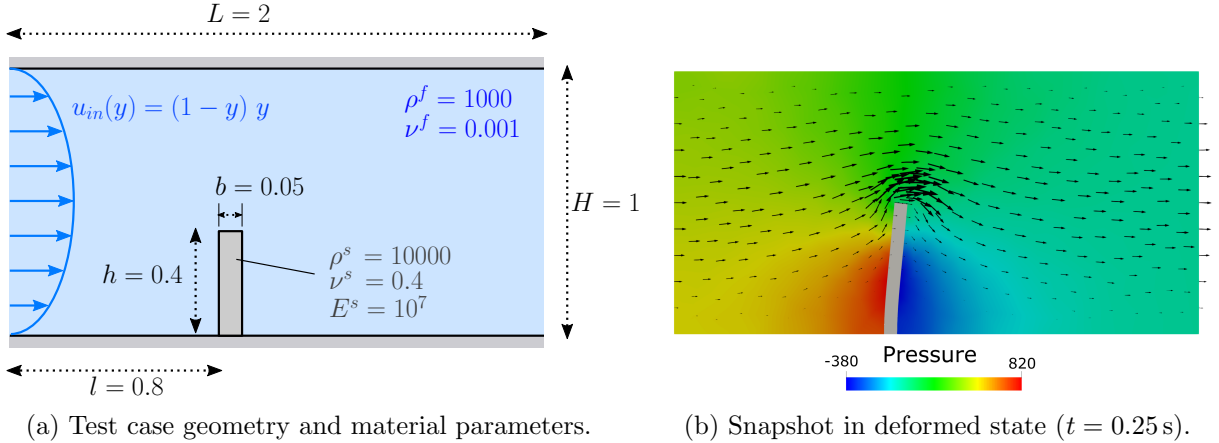 L = 2
u_in(y) = (1 − y) y
ρ^f = 1000
ν^f = 0.001
b = 0.05
H = 1
h = 0.4
ρ^s = 10000
ν^s = 0.4
E^s = 10^7
l = 0.8
(a) Test case geometry and material parameters.
-380 Pressure 820
(b) Snapshot in deformed state (t = 0.25 s).